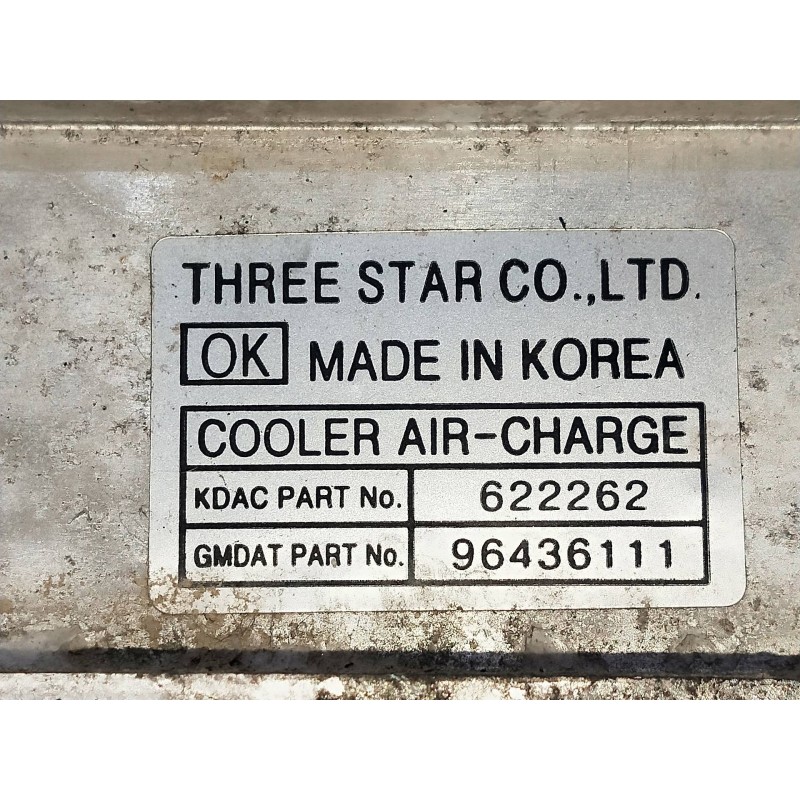 THREE STAR CO.,LTD.
OK MADE IN KOREA
COOLER AIR-CHARGE
KDAC PART No. 622262
GMDAT PART No. 96436111